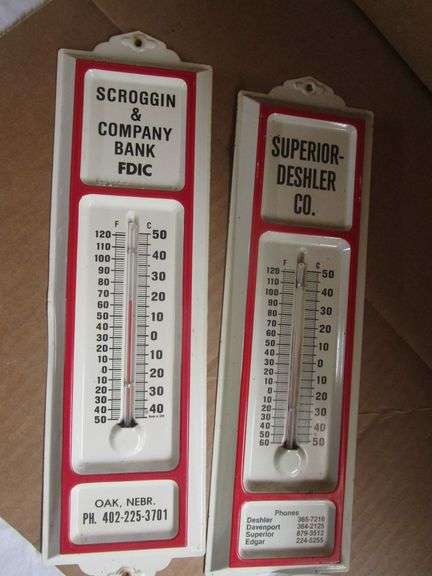 SCROGGIN
&
COMPANY
BANK
FDIC
F C
120 50
110
100 40
90 30
80
70 20
60
50 10
40
30 0
20
10 10
0
10 20
20 30
30
40 40
50
OAK, NEBR.
PH. 402-225-3701
SUPERIOR-
DESHLER
CO.
F C
120 50
110
100 40
90 30
80
70 20
60
50 10
40
30 0
20
10 10
0
10 20
20 30
30
40 40
50
60 50
Phones
Deshler 365-7216
Davenport 364-2125
Superior 879-3512
Edgar 224-5255